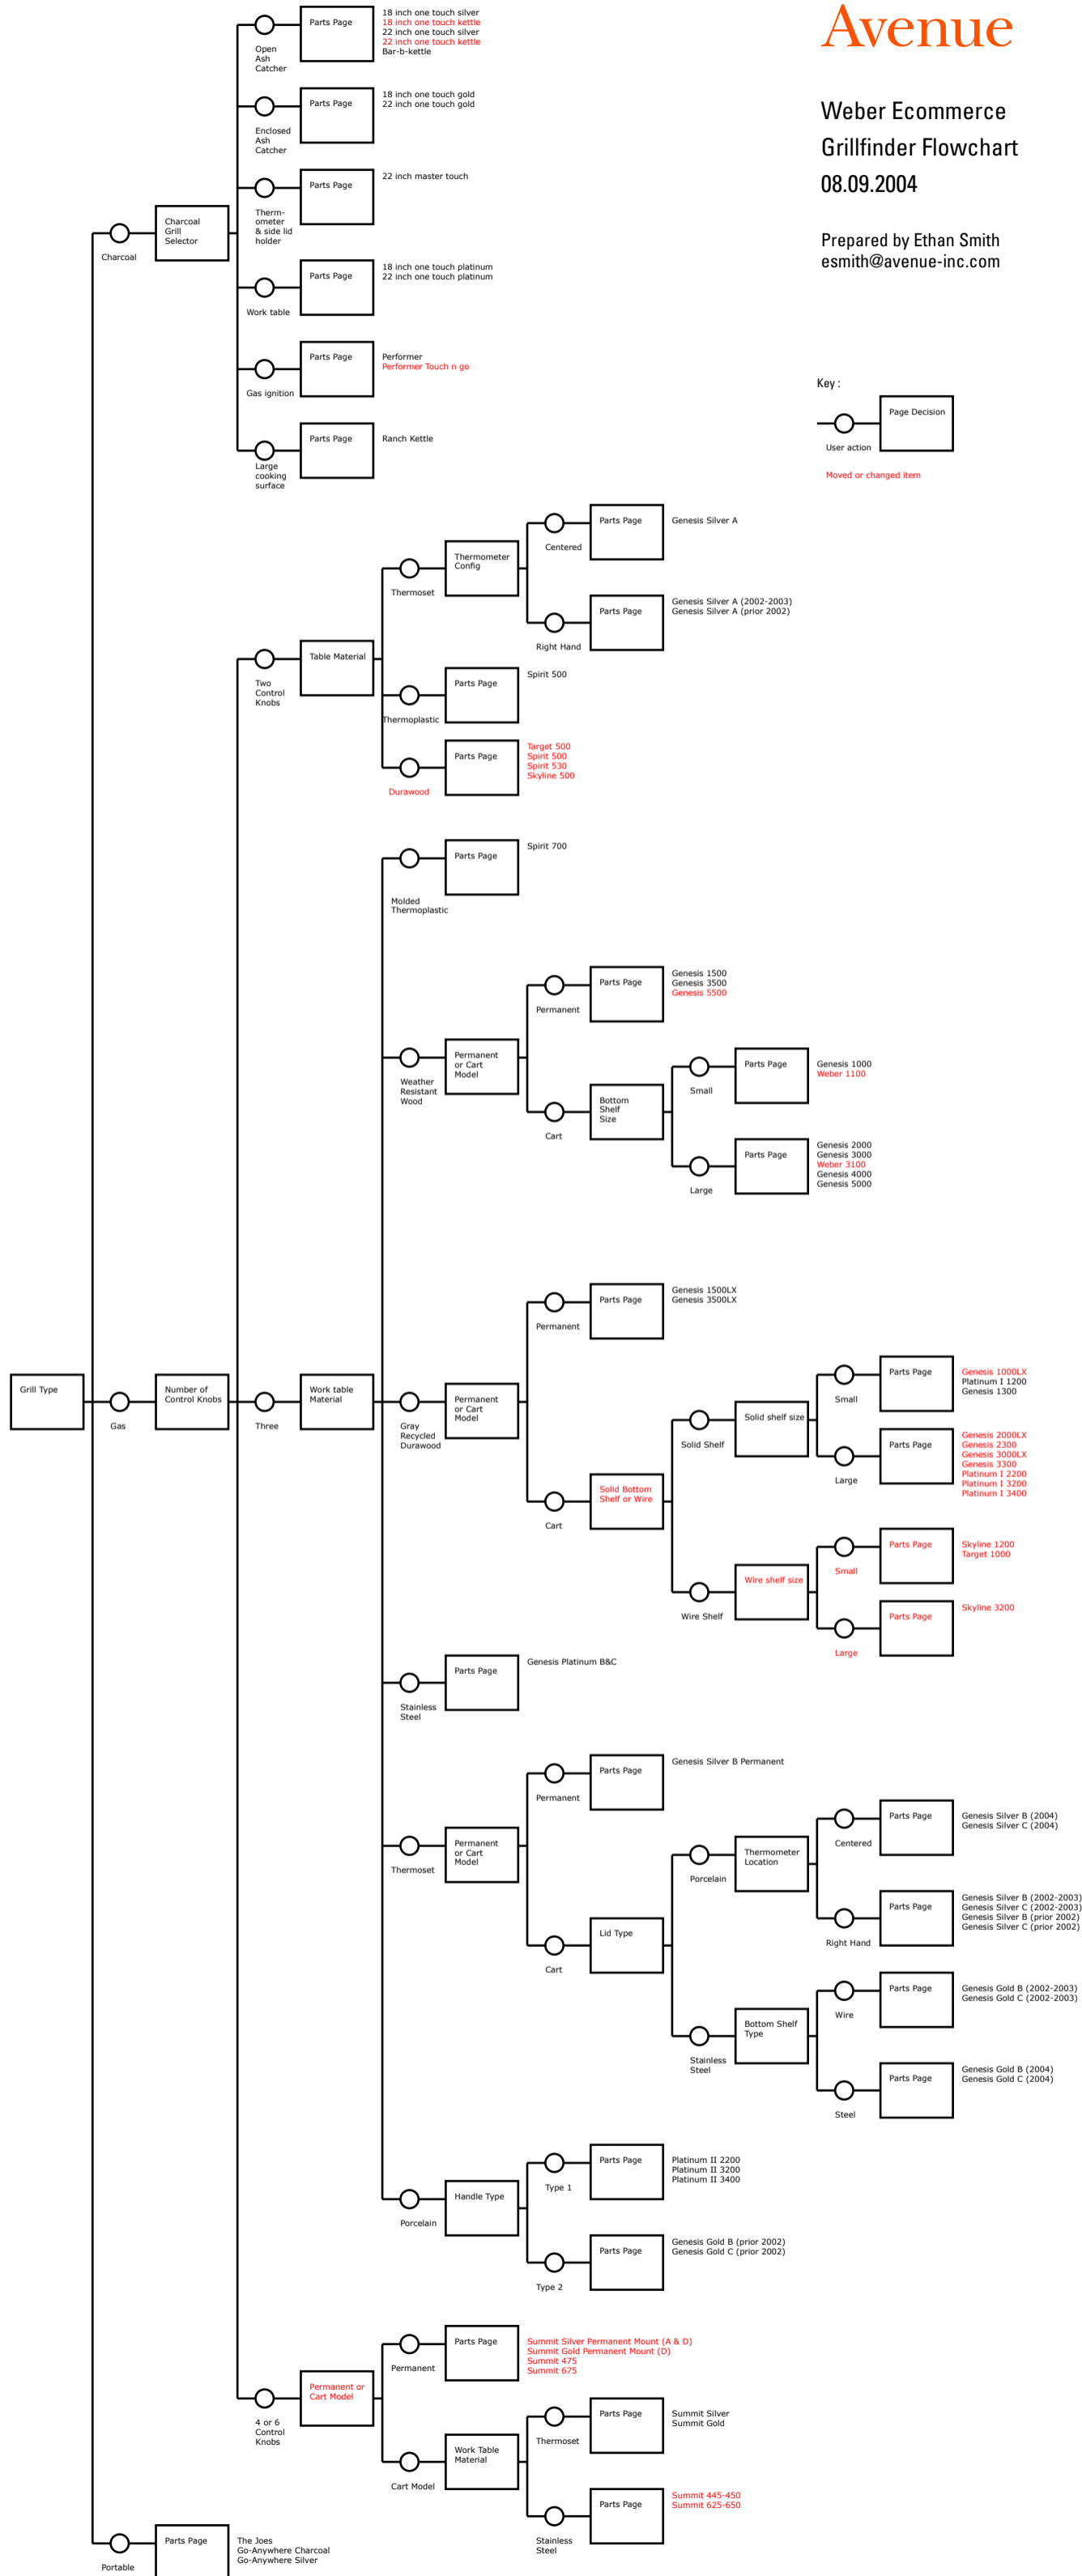 Avenue
Weber Ecommerce
Grillfinder Flowchart
08.09.2004
Prepared by Ethan Smith
esmith@avenue-inc.com
Key :
User action
Page Decision
Moved or changed item
Grill Type
Charcoal
Charcoal
Grill
Selector
Open
Ash
Catcher
Parts Page
18 inch one touch silver
18 inch one touch kettle
22 inch one touch silver
22 inch one touch kettle
Bar-b-kettle
Enclosed
Ash
Catcher
Parts Page
18 inch one touch gold
22 inch one touch gold
Therm-
ometer
& side lid
holder
Parts Page
22 inch master touch
Work table
Parts Page
18 inch one touch platinum
22 inch one touch platinum
Gas ignition
Parts Page
Performer
Performer Touch n go
Large
cooking
surface
Parts Page
Ranch Kettle
Gas
Number of
Control Knobs
Two
Control
Knobs
Table Material
Thermoset
Thermometer
Config
Centered
Parts Page
Genesis Silver A
Right Hand
Parts Page
Genesis Silver A (2002-2003)
Genesis Silver A (prior 2002)
Thermoplastic
Parts Page
Spirit 500
Durawood
Parts Page
Target 500
Spirit 500
Spirit 530
Skyline 500
Three
Work table
Material
Molded
Thermoplastic
Parts Page
Spirit 700
Weather
Resistant
Wood
Permanent
or Cart
Model
Permanent
Parts Page
Genesis 1500
Genesis 3500
Genesis 5500
Cart
Bottom
Shelf
Size
Small
Parts Page
Genesis 1000
Weber 1100
Large
Parts Page
Genesis 2000
Genesis 3000
Weber 3100
Genesis 4000
Genesis 5000
Gray
Recycled
Durawood
Permanent
or Cart
Model
Permanent
Parts Page
Genesis 1500LX
Genesis 3500LX
Cart
Solid Bottom
Shelf or Wire
Solid Shelf
Solid shelf size
Small
Parts Page
Genesis 1000LX
Platinum I 1200
Genesis 1300
Large
Parts Page
Genesis 2000LX
Genesis 2300
Genesis 3000LX
Genesis 3300
Platinum I 2200
Platinum I 3200
Platinum I 3400
Wire Shelf
Wire shelf size
Small
Parts Page
Skyline 1200
Target 1000
Large
Parts Page
Skyline 3200
Stainless
Steel
Parts Page
Genesis Platinum B&C
Thermoset
Permanent
or Cart
Model
Permanent
Parts Page
Genesis Silver B Permanent
Cart
Lid Type
Porcelain
Thermometer
Location
Centered
Parts Page
Genesis Silver B (2004)
Genesis Silver C (2004)
Right Hand
Parts Page
Genesis Silver B (2002-2003)
Genesis Silver C (2002-2003)
Genesis Silver B (prior 2002)
Genesis Silver C (prior 2002)
Stainless
Steel
Bottom Shelf
Type
Wire
Parts Page
Genesis Gold B (2002-2003)
Genesis Gold C (2002-2003)
Steel
Parts Page
Genesis Gold B (2004)
Genesis Gold C (2004)
Porcelain
Handle Type
Type 1
Parts Page
Platinum II 2200
Platinum II 3200
Platinum II 3400
Type 2
Parts Page
Genesis Gold B (prior 2002)
Genesis Gold C (prior 2002)
4 or 6
Control
Knobs
Permanent or
Cart Model
Permanent
Parts Page
Summit Silver Permanent Mount (A & D)
Summit Gold Permanent Mount (D)
Summit 475
Summit 675
Cart Model
Work Table
Material
Thermoset
Parts Page
Summit Silver
Summit Gold
Stainless
Steel
Parts Page
Summit 445-450
Summit 625-650
Portable
Parts Page
The Joes
Go-Anywhere Charcoal
Go-Anywhere Silver